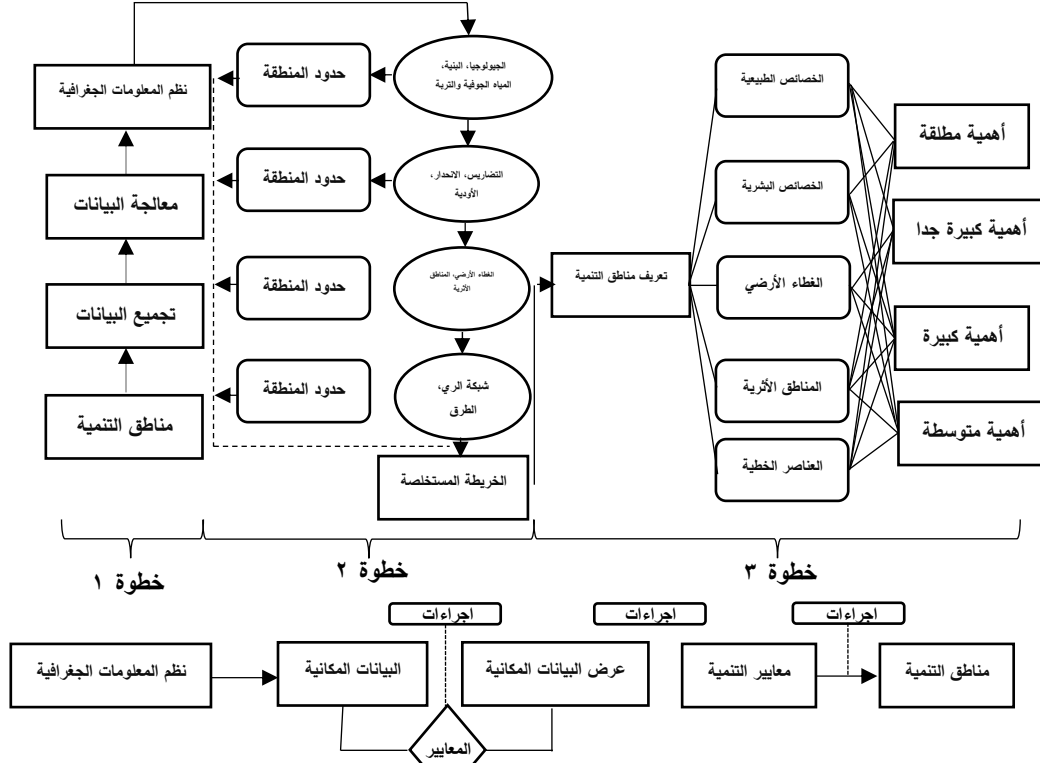 نظم المعلومات الجغرافية
معالجة البيانات
تجميع البيانات
مناطق التنمية
حدود المنطقة
حدود المنطقة
حدود المنطقة
حدود المنطقة
الجيولوجيا، البنية،
المياه الجوفية والتربة
التضاريس، الانحدار،
الأودية
الغطاء الأرضي، المناطق
الأثرية
شبكة الري،
الطرق
الخريطة المستخلصة
تعريف مناطق التنمية
الخصائص الطبيعية
الخصائص البشرية
الغطاء الأرضي
المناطق الأثرية
العناصر الخطية
أهمية مطلقة
أهمية كبيرة جدا
أهمية كبيرة
أهمية متوسطة
خطوة ١
خطوة ٢
خطوة ٣
اجراءات
اجراءات
اجراءات
نظم المعلومات الجغرافية
البيانات المكانية
عرض البيانات المكانية
معايير التنمية
مناطق التنمية
المعايير